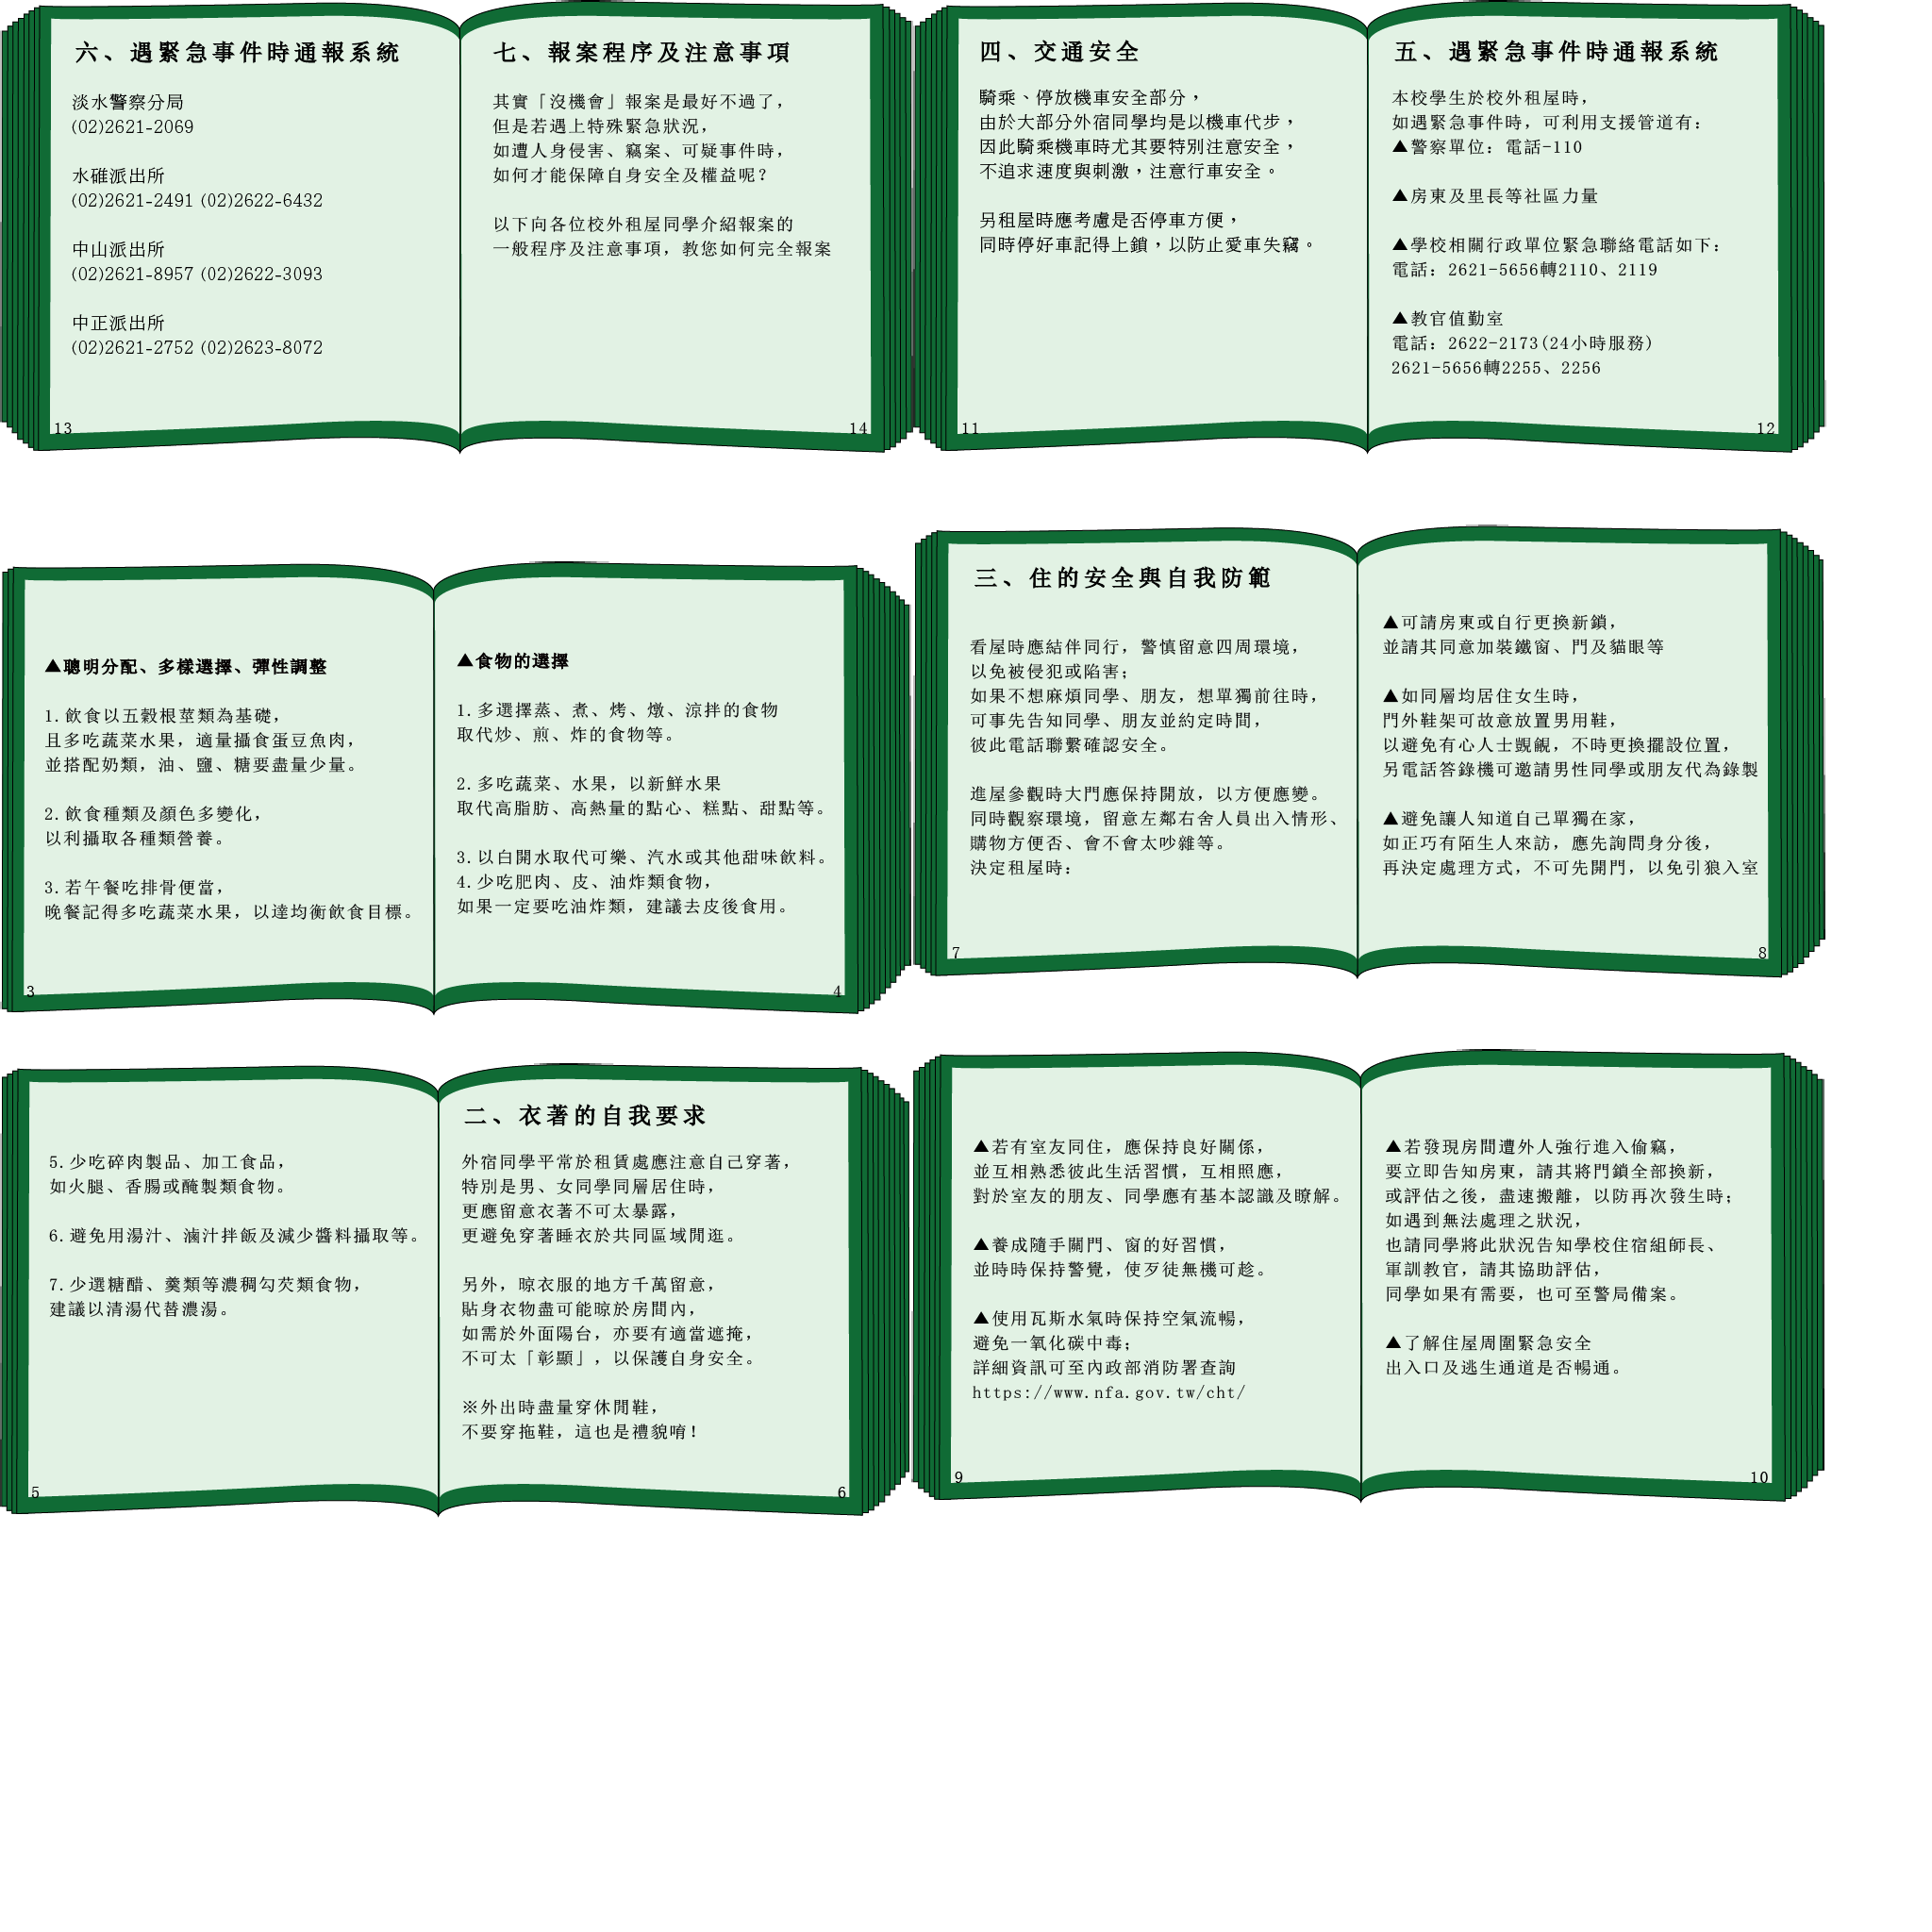 六、遇緊急事件時通報系統
淡水警察分局
(02)2621-2069
水碓派出所
(02)2621-2491 (02)2622-6432
中山派出所
(02)2621-8957 (02)2622-3093
中正派出所
(02)2621-2752 (02)2623-8072
13
七、報案程序及注意事項
其實「沒機會」報案是最好不過了，
但是若遇上特殊緊急狀況，
如遭人身侵害、竊案、可疑事件時，
如何才能保障自身安全及權益呢？
以下向各位校外租屋同學介紹報案的
一般程序及注意事項，教您如何完全報案
14
四、交通安全
騎乘、停放機車安全部分，
由於大部分外宿同學均是以機車代步，
因此騎乘機車時尤其要特別注意安全，
不追求速度與刺激，注意行車安全。
另租屋時應考慮是否停車方便，
同時停好車記得上鎖，以防止愛車失竊。
11
五、遇緊急事件時通報系統
本校學生於校外租屋時，
如遇緊急事件時，可利用支援管道有：
▲警察單位：電話-110
▲房東及里長等社區力量
▲學校相關行政單位緊急聯絡電話如下：
電話：2621-5656轉2110、2119
▲教官值勤室
電話：2622-2173(24小時服務)
2621-5656轉2255、2256
12
▲聰明分配、多樣選擇、彈性調整
1.飲食以五穀根莖類為基礎，
且多吃蔬菜水果，適量攝食蛋豆魚肉，
並搭配奶類，油、鹽、糖要盡量少量。
2.飲食種類及顏色多變化，
以利攝取各種類營養。
3.若午餐吃排骨便當，
晚餐記得多吃蔬菜水果，以達均衡飲食目標。
3
▲食物的選擇
1.多選擇蒸、煮、烤、燉、涼拌的食物
取代炒、煎、炸的食物等。
2.多吃蔬菜、水果，以新鮮水果
取代高脂肪、高熱量的點心、糕點、甜點等。
3.以白開水取代可樂、汽水或其他甜味飲料。
4.少吃肥肉、皮、油炸類食物，
如果一定要吃油炸類，建議去皮後食用。
4
三、住的安全與自我防範
看屋時應結伴同行，警慎留意四周環境，
以免被侵犯或陷害；
如果不想麻煩同學、朋友，想單獨前往時，
可事先告知同學、朋友並約定時間，
彼此電話聯繫確認安全。
進屋參觀時大門應保持開放，以方便應變。
同時觀察環境，留意左鄰右舍人員出入情形、
購物方便否、會不會太吵雜等。
決定租屋時：
7
▲可請房東或自行更換新鎖，
並請其同意加裝鐵窗、門及貓眼等
▲如同層均居住女生時，
門外鞋架可故意放置男用鞋，
以避免有心人士覬覦，不時更換擺設位置，
另電話答錄機可邀請男性同學或朋友代為錄製
▲避免讓人知道自己單獨在家，
如正巧有陌生人來訪，應先詢問身分後，
再決定處理方式，不可先開門，以免引狼入室
8
5.少吃碎肉製品、加工食品，
如火腿、香腸或醃製類食物。
6.避免用湯汁、滷汁拌飯及減少醬料攝取等。
7.少選糖醋、羹類等濃稠勾芡類食物，
建議以清湯代替濃湯。
5
二、衣著的自我要求
外宿同學平常於租賃處應注意自己穿著，
特別是男、女同學同層居住時，
更應留意衣著不可太暴露，
更避免穿著睡衣於共同區域閒逛。
另外，晾衣服的地方千萬留意，
貼身衣物盡可能晾於房間內，
如需於外面陽台，亦要有適當遮掩，
不可太「彰顯」，以保護自身安全。
※外出時盡量穿休閒鞋，
不要穿拖鞋，這也是禮貌唷！
6
▲若有室友同住，應保持良好關係，
並互相熟悉彼此生活習慣，互相照應，
對於室友的朋友、同學應有基本認識及瞭解。
▲養成隨手關門、窗的好習慣，
並時時保持警覺，使歹徒無機可趁。
▲使用瓦斯水氣時保持空氣流暢，
避免一氧化碳中毒；
詳細資訊可至內政部消防署查詢
https://www.nfa.gov.tw/cht/
9
▲若發現房間遭外人強行進入偷竊，
要立即告知房東，請其將門鎖全部換新，
或評估之後，盡速搬離，以防再次發生時；
如遇到無法處理之狀況，
也請同學將此狀況告知學校住宿組師長、
軍訓教官，請其協助評估，
同學如果有需要，也可至警局備案。
▲了解住屋周圍緊急安全
出入口及逃生通道是否暢通。
10